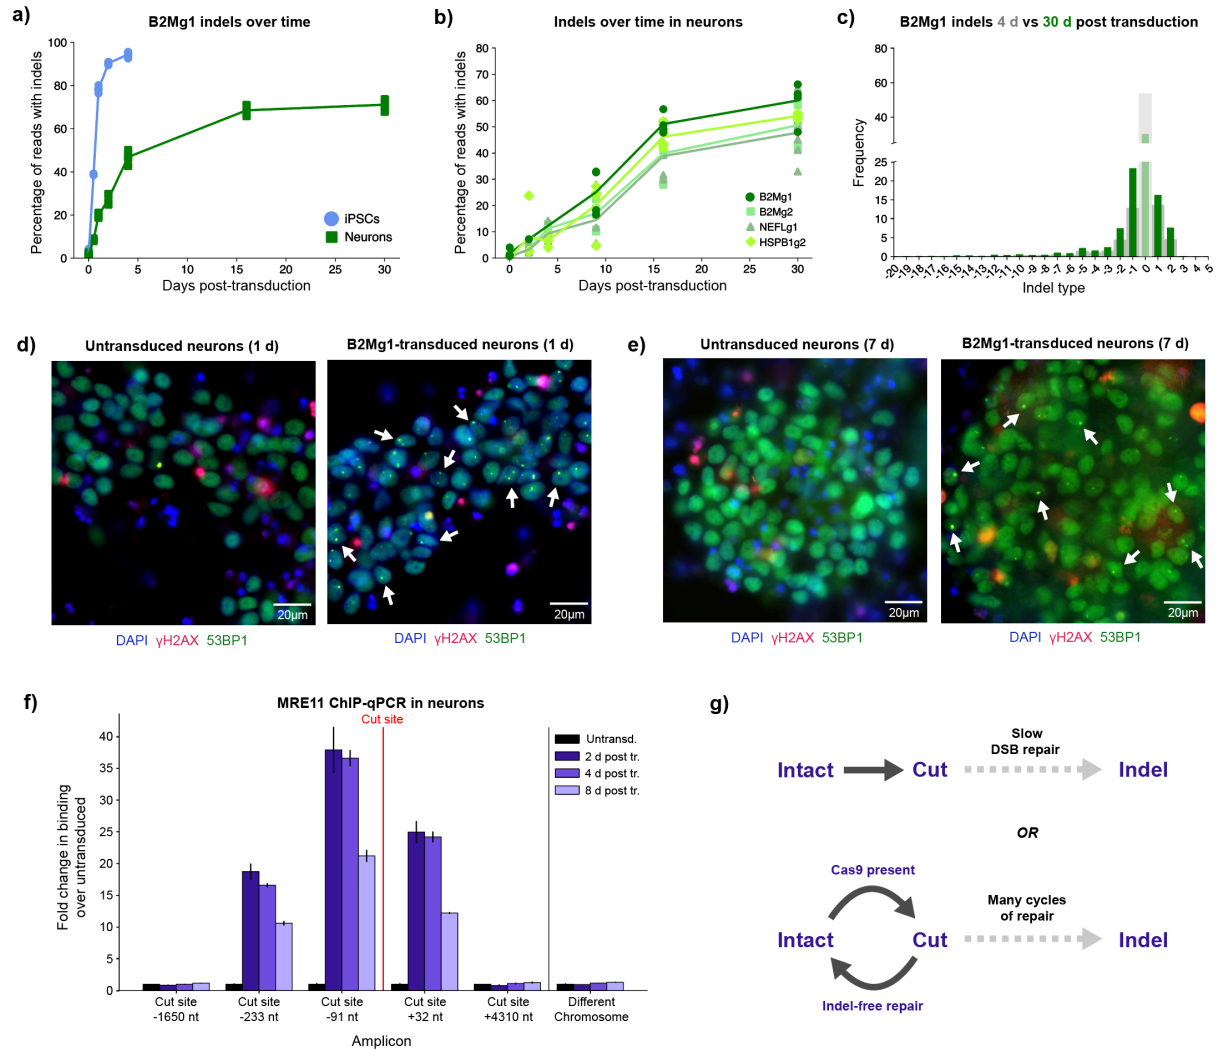 a)
B2Mg1 indels over time
Percentage of reads with indels
100
80
60
40
20
0
0
5
10
15
20
25
30
Days post-transduction
iPSCs
Neurons
b)
Indels over time in neurons
Percentage of reads with indels
80
70
60
50
40
30
20
10
0
0
5
10
15
20
25
30
Days post-transduction
B2Mg1
B2Mg2
NEFLg1
HSPB1g2
c)
B2Mg1 indels 4 d vs 30 d post transduction
Frequency
80
60
40
25
20
15
10
5
0
-20 -19 -18 -17 -16 -15 -14 -13 -12 -11 -10 -9 -8 -7 -6 -5 -4 -3 -2 -1 0 1 2 3 4 5
Indel type
d)
Untransduced neurons (1 d)
B2Mg1-transduced neurons (1 d)
20µm
20µm
DAPI γH2AX 53BP1
DAPI γH2AX 53BP1
e)
Untransduced neurons (7 d)
B2Mg1-transduced neurons (7 d)
20µm
20µm
DAPI γH2AX 53BP1
DAPI γH2AX 53BP1
f)
MRE11 ChIP-qPCR in neurons
Cut site
Fold change in binding
over untransduced
40
35
30
25
20
15
10
5
0
Untransd.
2 d post tr.
4 d post tr.
8 d post tr.
Cut site
-1650 nt
Cut site
-233 nt
Cut site
-91 nt
Cut site
+32 nt
Cut site
+4310 nt
Different
Chromosome
Amplicon
g)
Intact
Cut
Slow
DSB repair
Indel
OR
Cas9 present
Intact
Cut
Many cycles
of repair
Indel
Indel-free repair